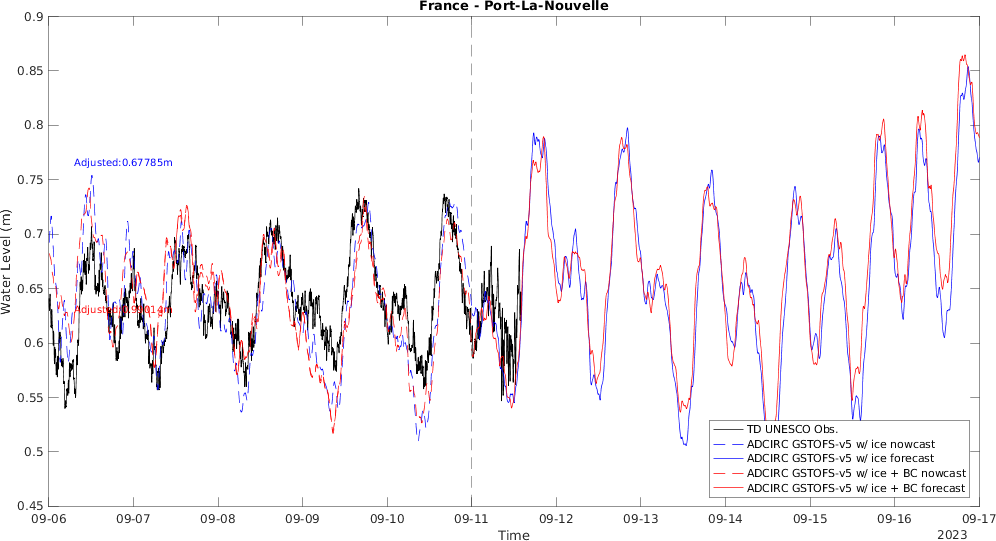 France - Port-La-Nouvelle
0.9
0.85
0.8
0.75
0.7
0.65
0.6
0.55
0.5
0.45
Water Level (m)
Adjusted:0.67785m
TD UNESCO Obs.
ADCIRC GSTOFS-v5 w/ ice nowcast
ADCIRC GSTOFS-v5 w/ ice forecast
ADCIRC GSTOFS-v5 w/ ice + BC nowcast
ADCIRC GSTOFS-v5 w/ ice + BC forecast
09-06 09-07 09-08 09-09 09-10 09-11 09-12 09-13 09-14 09-15 09-16 09-17
Time
2023